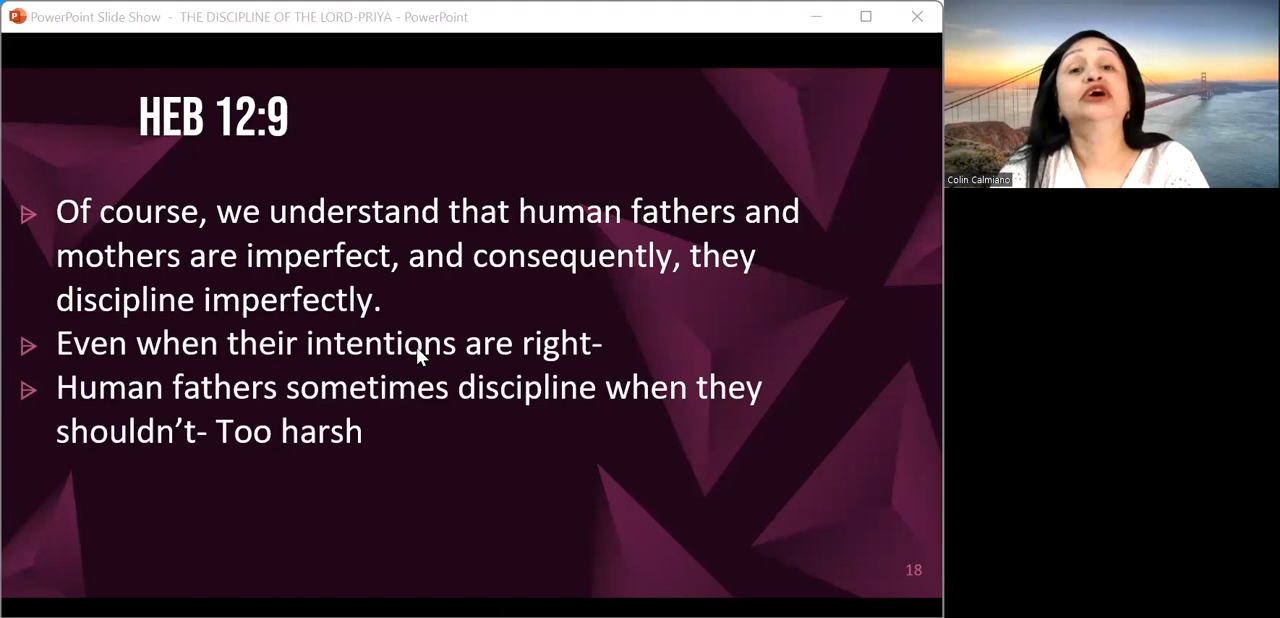 PowerPoint Slide Show - THE DISCIPLINE OF THE LORD-PRIYA - PowerPoint
HEB 12:9
Of course, we understand that human fathers and
mothers are imperfect, and consequently, they
discipline imperfectly.
Even when their intentions are right-
Human fathers sometimes discipline when they
shouldn’t- Too harsh
18
Colin Calmiano